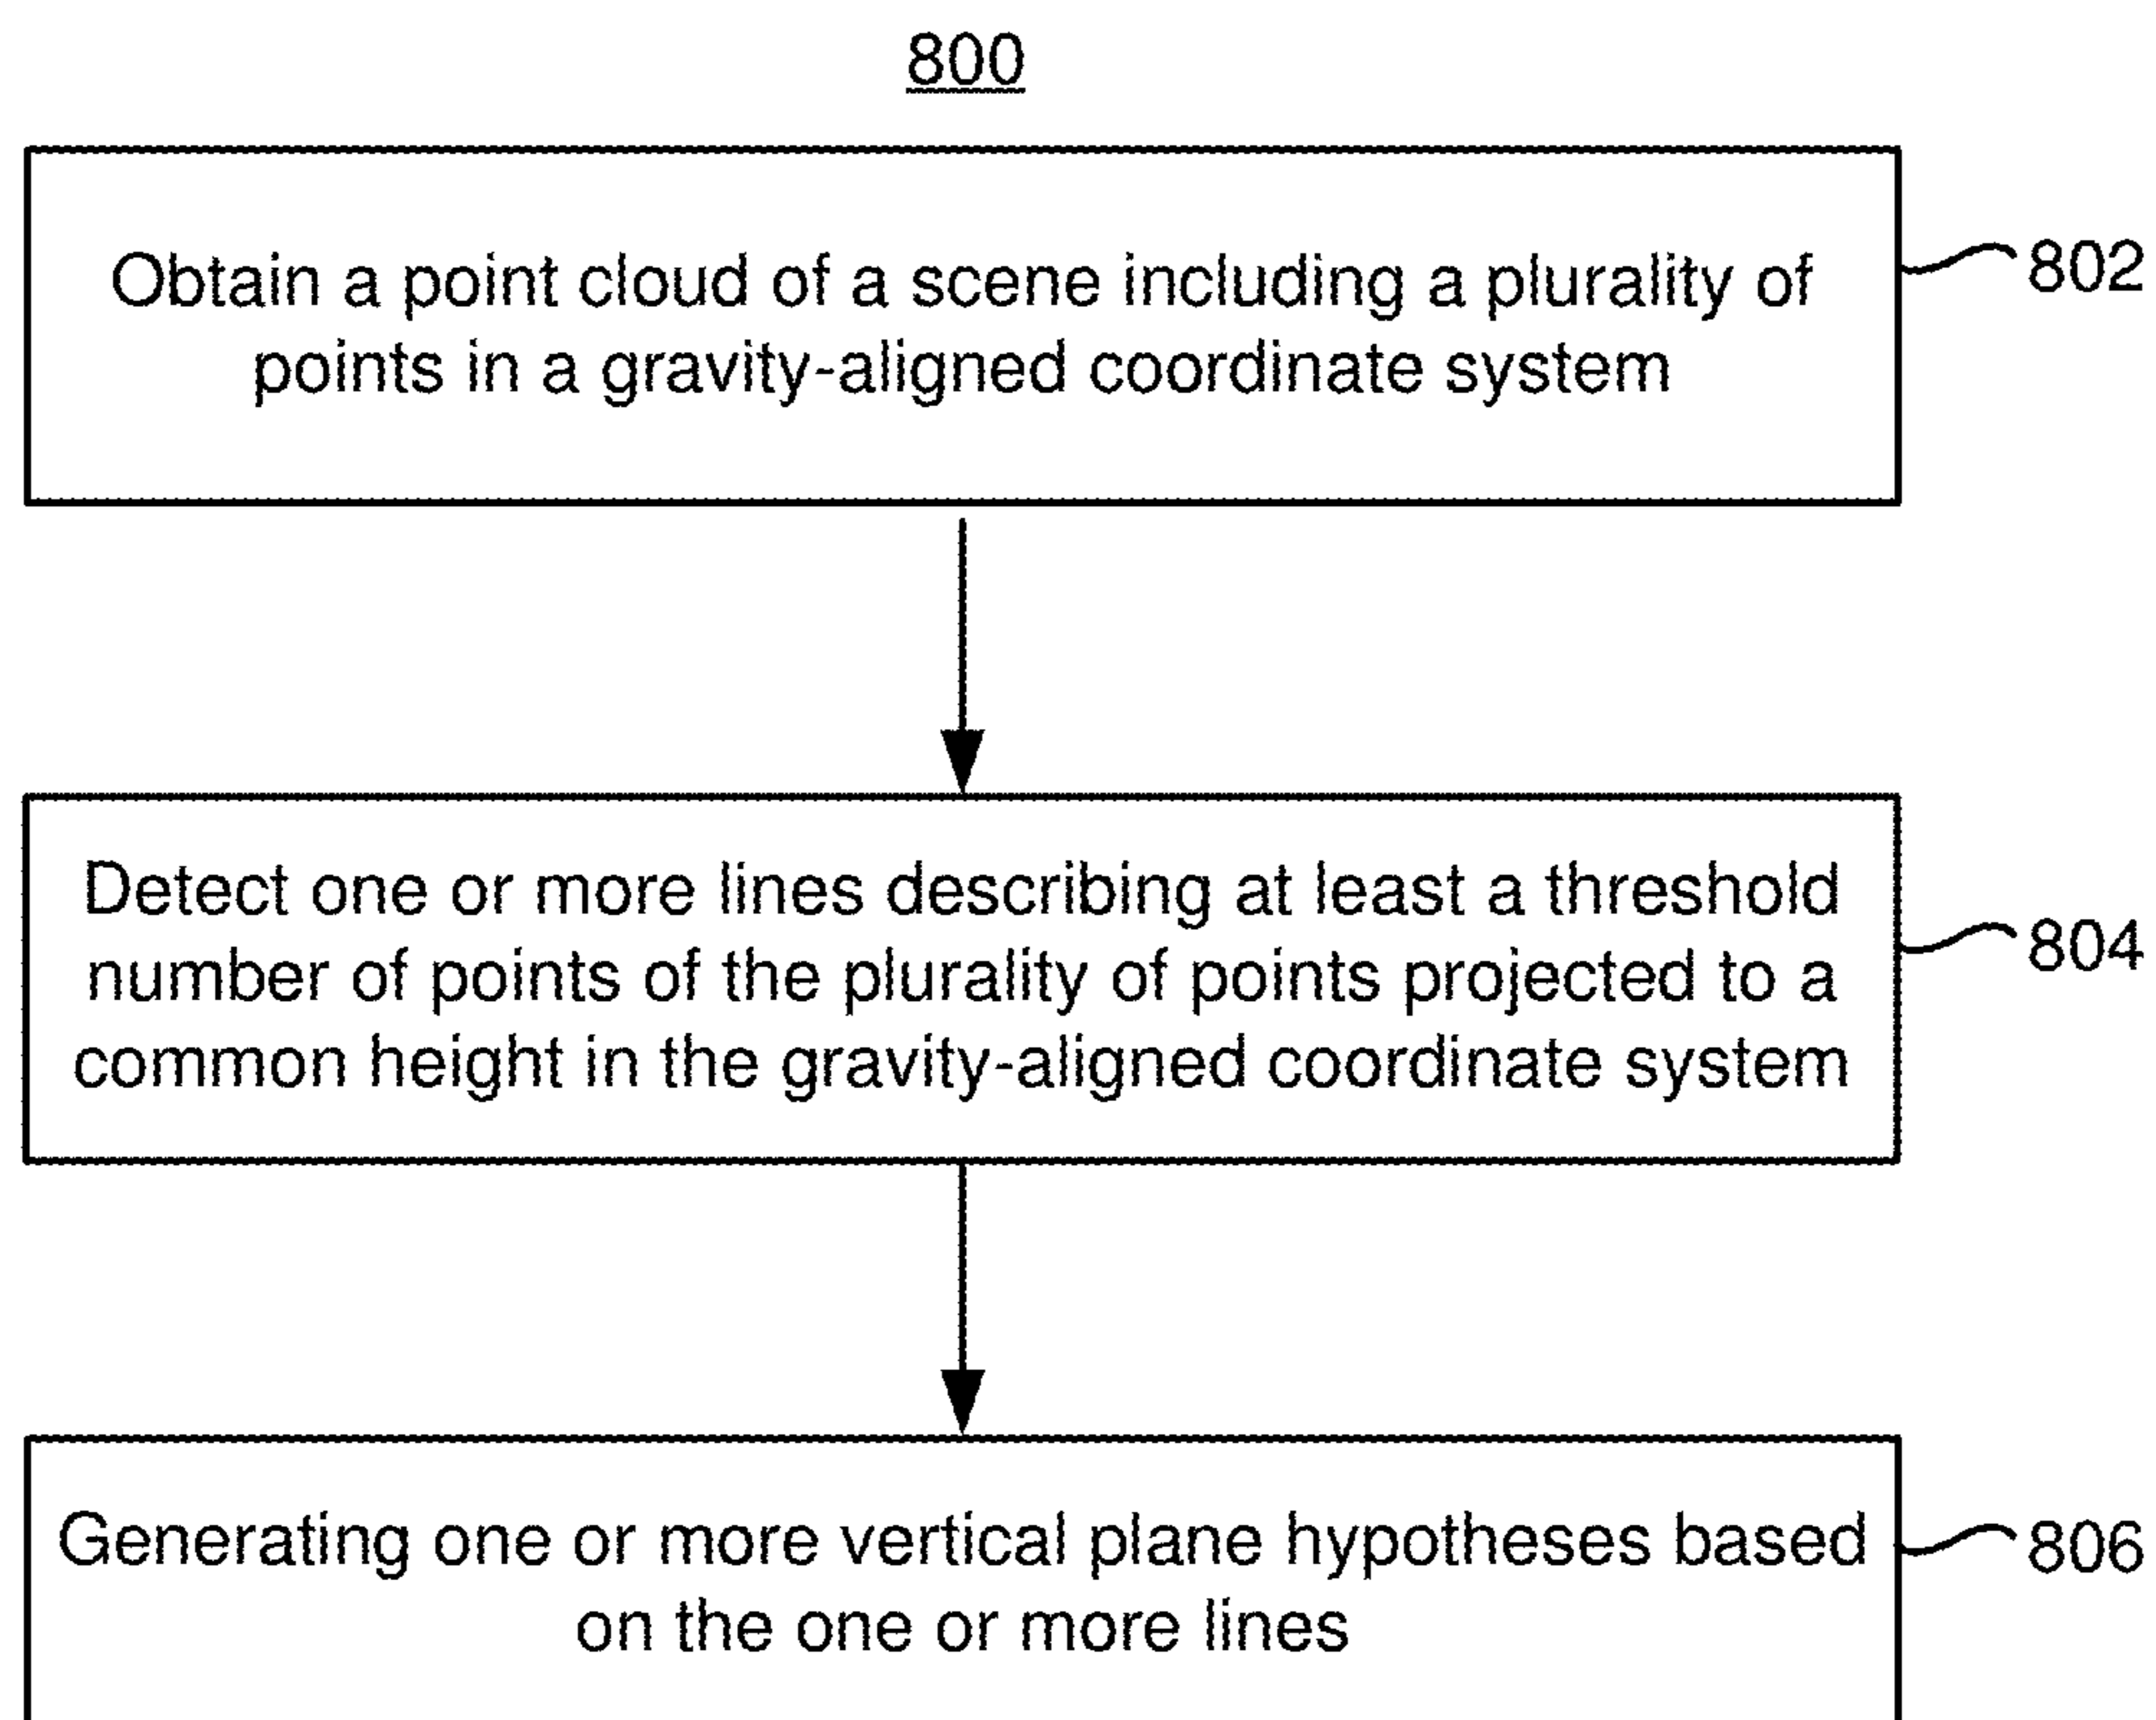 800
Obtain a point cloud of a scene including a plurality of
points in a gravity-aligned coordinate system
802
Detect one or more lines describing at least a threshold
number of points of the plurality of points projected to a
common height in the gravity-aligned coordinate system
804
Generating one or more vertical plane hypotheses based
on the one or more lines
806